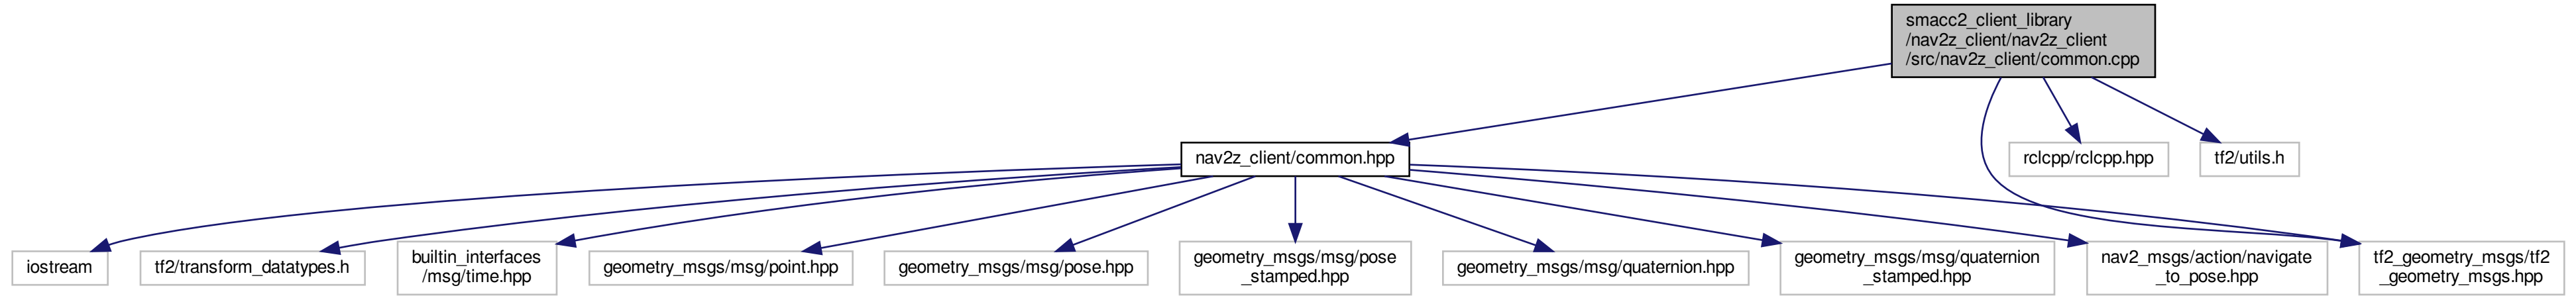 smacc2_client_library
/nav2z_client/nav2z_client
/src/nav2z_client/common.cpp
nav2z_client/common.hpp
rclcpp/rclcpp.hpp
tf2/utils.h
iostream
tf2/transform_datatypes.h
builtin_interfaces
/msg/time.hpp
geometry_msgs/msg/point.hpp
geometry_msgs/msg/pose.hpp
geometry_msgs/msg/pose
_stamped.hpp
geometry_msgs/msg/quaternion.hpp
geometry_msgs/msg/quaternion
_stamped.hpp
nav2_msgs/action/navigate
_to_pose.hpp
tf2_geometry_msgs/tf2
_geometry_msgs.hpp